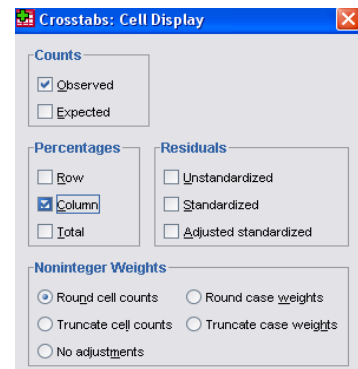 Crosstabs: Cell Display
Counts
Observed
Expected
Percentages
Row
Column
Total
Residuals
Unstandardized
Standardized
Adjusted standardized
Noninteger Weights
Round cell counts Round case weights
Truncate cell counts Truncate case weights
No adjustments